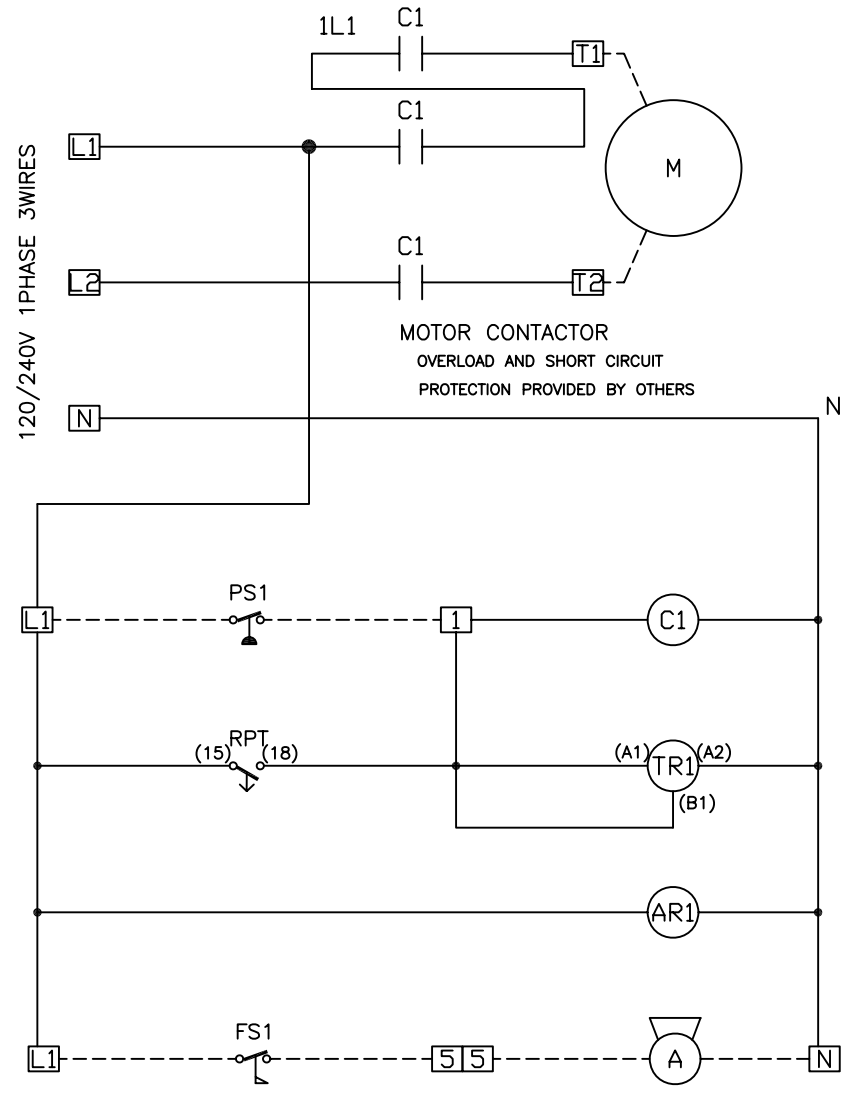 1L1
C1
T1
C1
L1
M
120/240V 1PHASE 3WIRES
C1
L2
T2
MOTOR CONTACTOR
OVERLOAD AND SHORT CIRCUIT
PROTECTION PROVIDED BY OTHERS
N
N
PS1
L1
1
C1
RPT
(15)
(18)
(A1)
TR1
(A2)
(B1)
AR1
FS1
L1
5
5
A
N